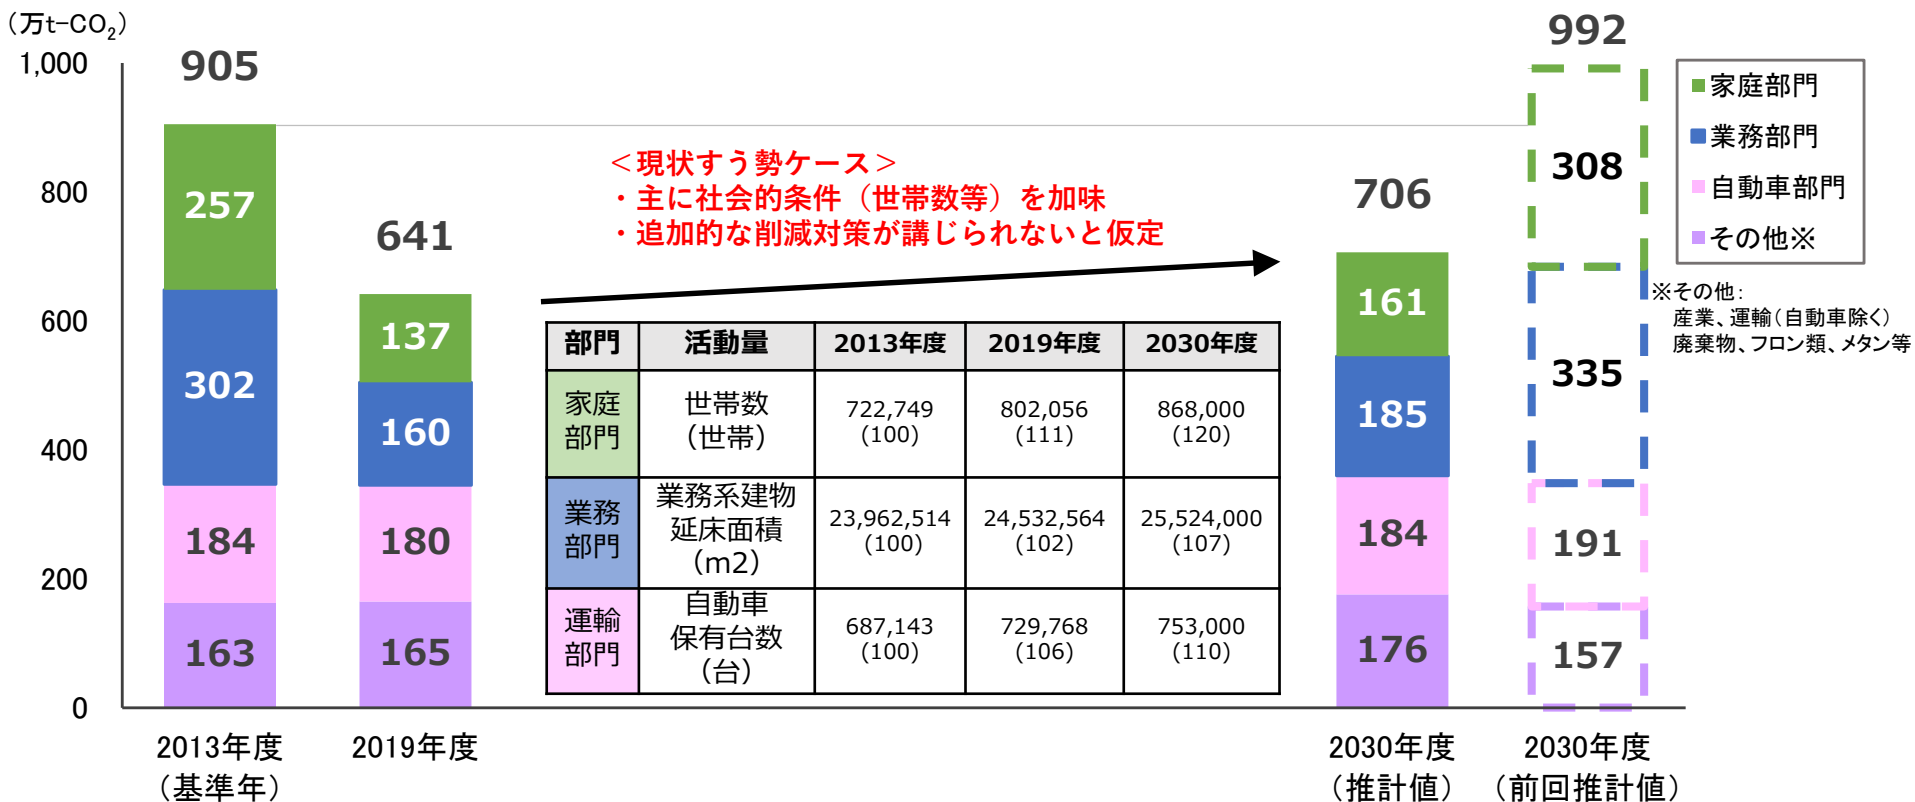 （万t-CO₂）
1,000
800
600
400
200
0
905
257
302
184
163
2013年度
（基準年）
641
137
160
180
165
2019年度
＜現状すう勢ケース＞
・主に社会的条件（世帯数等）を加味
・追加的な削減対策が講じられないと仮定
部門 活動量 2013年度 2019年度 2030年度
家庭
部門
世帯数
（世帯）
722,749
(100)
802,056
(111)
868,000
(120)
業務
部門
業務系建物
延床面積
（m2）
23,962,514
(100)
24,532,564
(102)
25,524,000
(107)
運輸
部門
自動車
保有台数
（台）
687,143
(100)
729,768
(106)
753,000
(110)
706
161
185
184
176
2030年度
（推計値）
992
308
335
191
157
2030年度
（前回推計値）
家庭部門
業務部門
自動車部門
その他※
※その他：
産業、運輸（自動車除く）
廃棄物、フロン類、メタン等